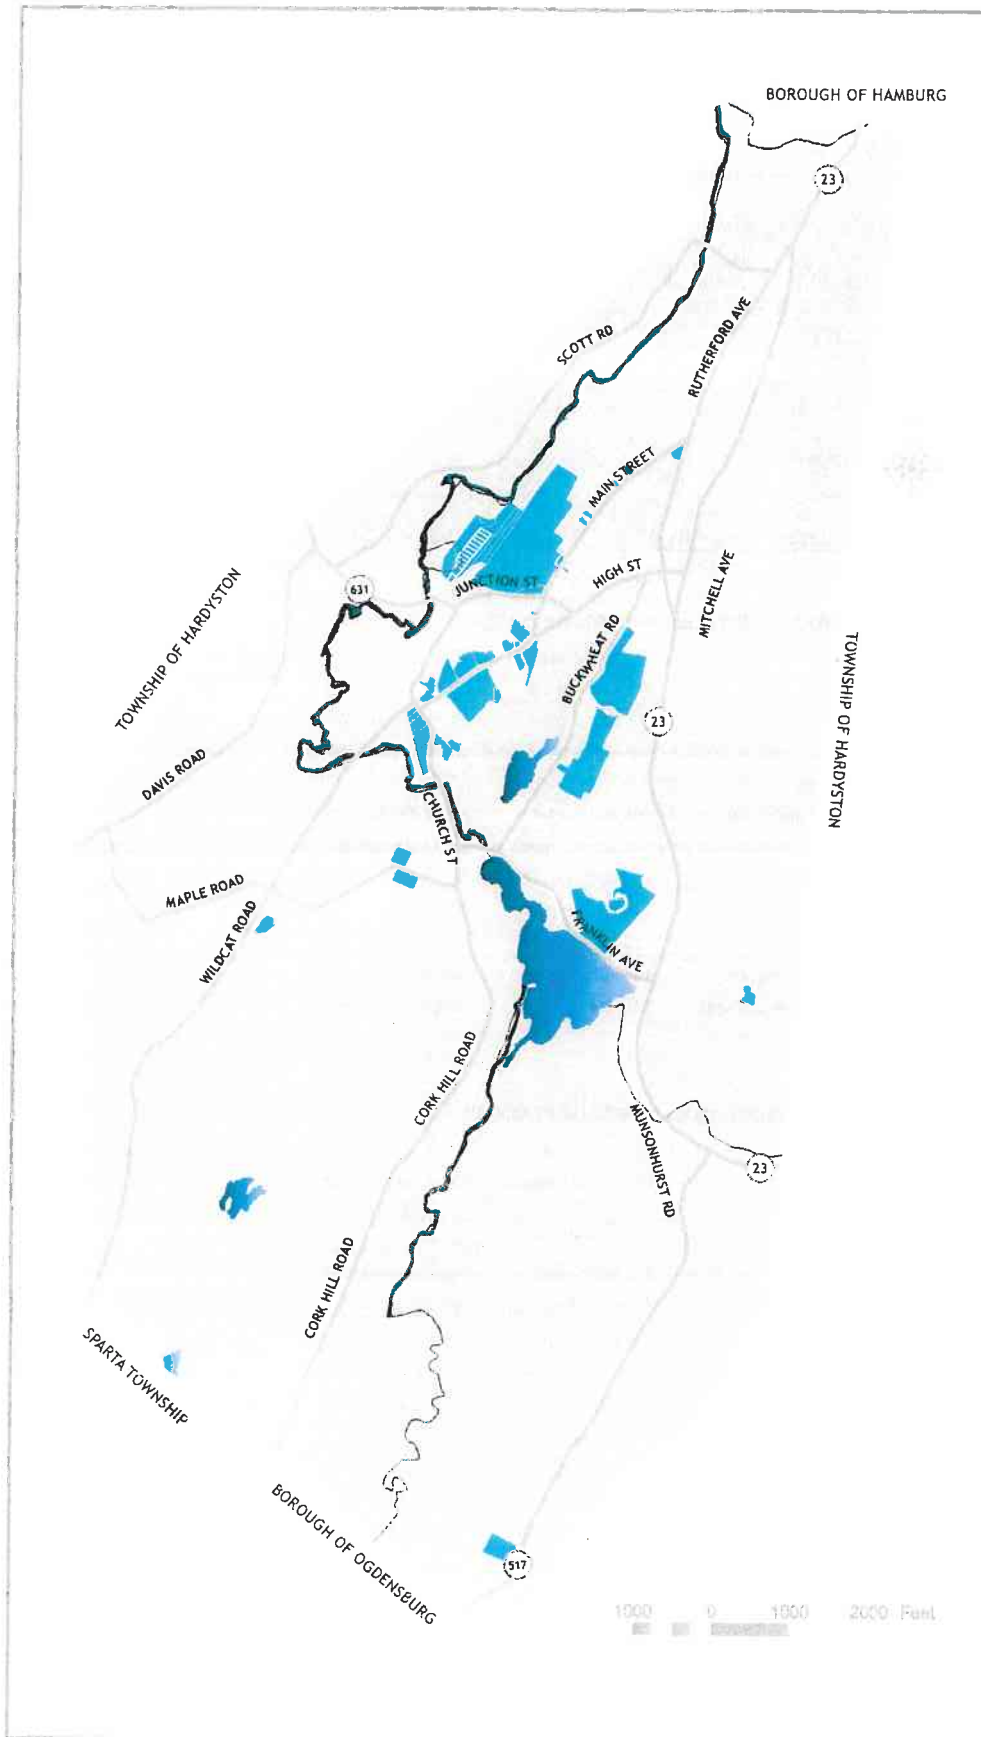 BOROUGH OF HAMBURG
23
SCOTT RD
RUTHERFORD AVE
MAIN STREET
JUNCTION ST
HIGH ST
MITCHELL AVE
631
TOWNSHIP OF HARDYSTON
BUCKWHEAT RD
TOWNSHIP OF HARDYSTON
23
DAVIS ROAD
CHURCH ST
MAPLE ROAD
WILDCAT ROAD
FRANKLIN AVE
CORK HILL ROAD
MUNSONHURST RD
23
CORK HILL ROAD
SPARTA TOWNSHIP
BOROUGH OF OGDENSBURG
517
1000 0 1000 2000 Feet